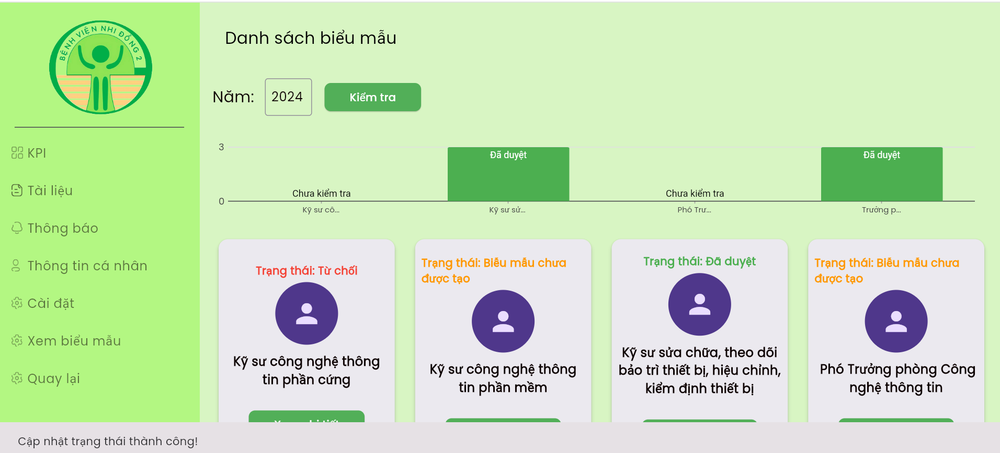 BỆNH VIỆN NHI ĐỒNG 2
KPI
Tài liệu
Thông báo
Thông tin cá nhân
Cài đặt
Xem biểu mẫu
Quay lại
Danh sách biểu mẫu
Năm: 2024 Kiểm tra
3
Đã duyệt Đã duyệt
Chưa kiểm tra Chưa kiểm tra
0
Kỹ sư cô... Kỹ sư sử... Phó Trư... Trưởng p...
Trạng thái: Từ chối
Kỹ sư công nghệ thông
tin phần cứng
Trạng thái: Biểu mẫu chưa
được tạo
Kỹ sư công nghệ thông
tin phần mềm
Trạng thái: Đã duyệt
Kỹ sư sửa chữa, theo dõi
bảo trì thiết bị, hiệu chỉnh,
kiểm định thiết bị
Trạng thái: Biểu mẫu chưa
được tạo
Phó Trưởng phòng Công
nghệ thông tin
Cập nhật trạng thái thành công!